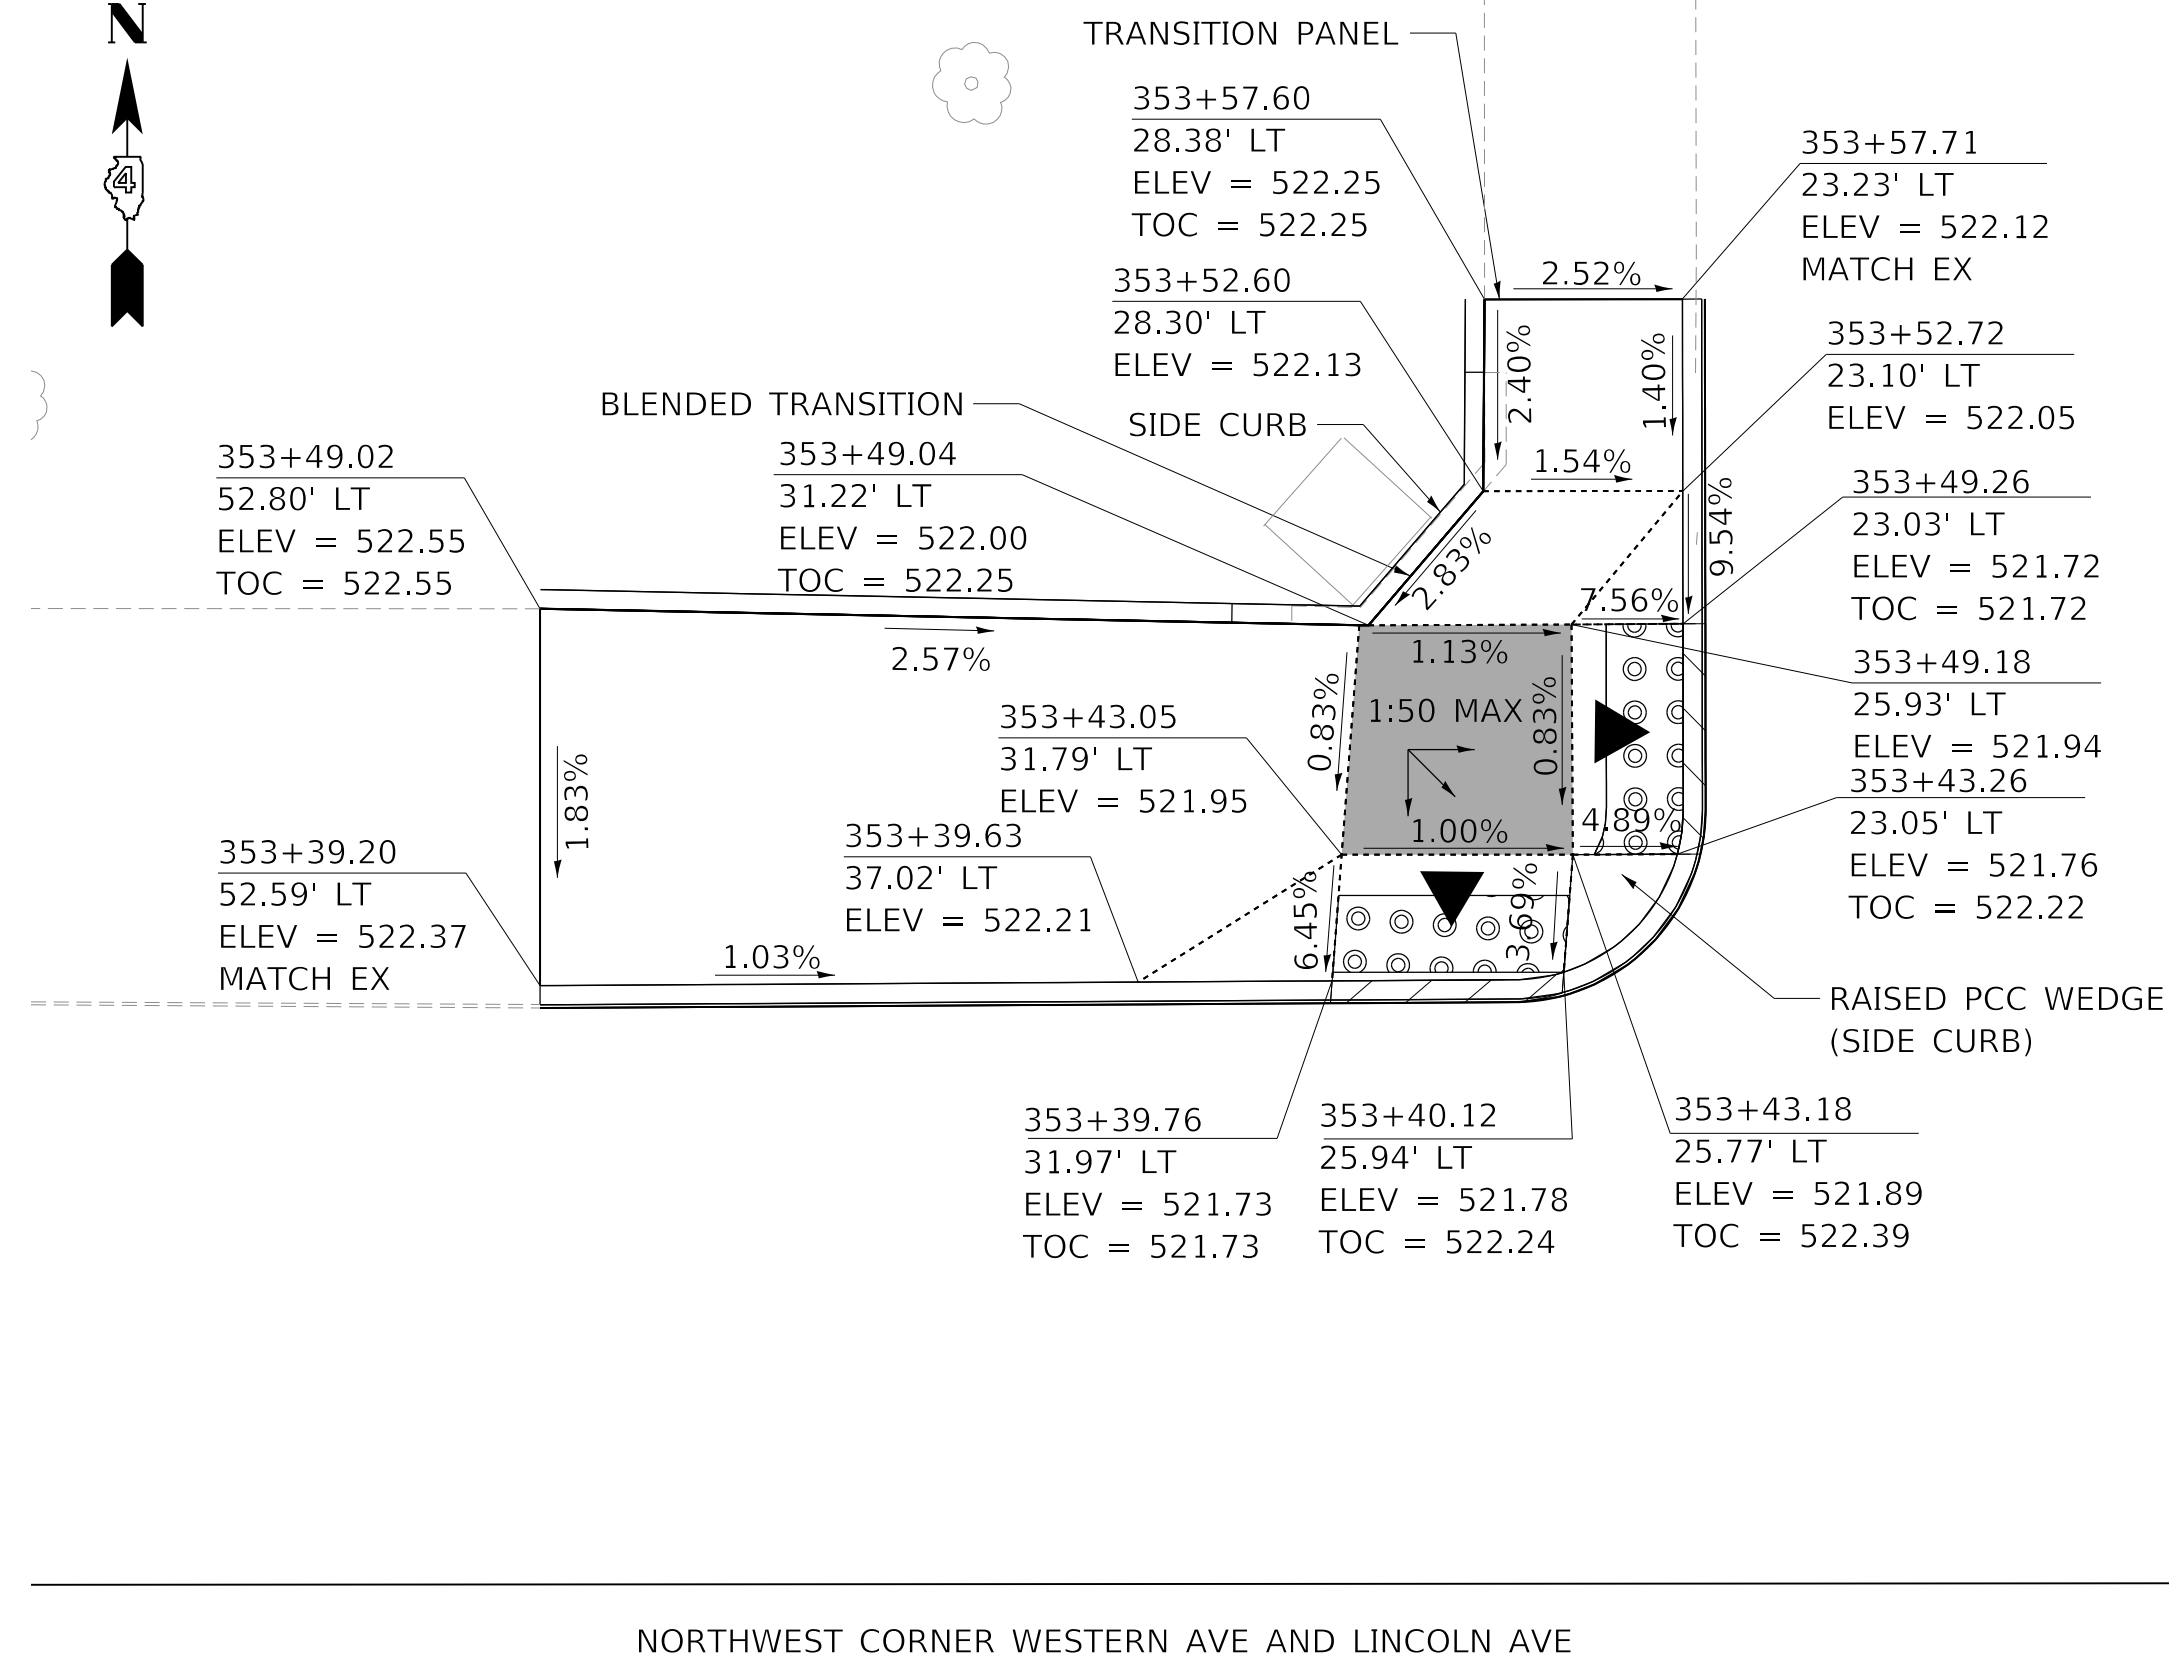 N
4
TRANSITION PANEL
353+57.60
28.38' LT
ELEV = 522.25
TOC = 522.25
353+57.71
23.23' LT
ELEV = 522.12
MATCH EX
353+52.60
28.30' LT
ELEV = 522.13
2.52%
2.40%
1.40%
353+52.72
23.10' LT
ELEV = 522.05
BLENDED TRANSITION
SIDE CURB
1.54%
353+49.02
52.80' LT
ELEV = 522.55
TOC = 522.55
353+49.04
31.22' LT
ELEV = 522.00
TOC = 522.25
2.83%
9.54%
353+49.26
23.03' LT
ELEV = 521.72
TOC = 521.72
7.56%
2.57%
1.13%
353+49.18
25.93' LT
ELEV = 521.94
353+43.05
31.79' LT
ELEV = 521.95
0.83%
1:50 MAX
0.83%
1.83%
353+43.26
23.05' LT
ELEV = 521.76
TOC = 522.22
353+39.63
37.02' LT
ELEV = 522.21
1.00%
4.89%
353+39.20
52.59' LT
ELEV = 522.37
MATCH EX
1.03%
6.45%
3.69%
RAISED PCC WEDGE
(SIDE CURB)
353+39.76
31.97' LT
ELEV = 521.73
TOC = 521.73
353+40.12
25.94' LT
ELEV = 521.78
TOC = 522.24
353+43.18
25.77' LT
ELEV = 521.89
TOC = 522.39
NORTHWEST CORNER WESTERN AVE AND LINCOLN AVE